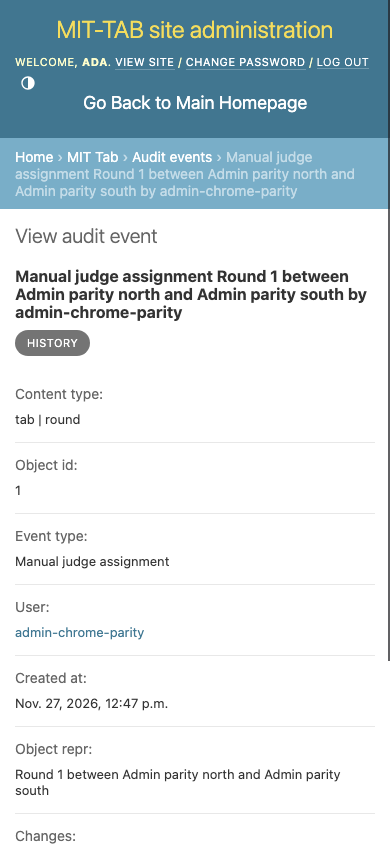 MIT-TAB site administration
WELCOME, ADA. VIEW SITE / CHANGE PASSWORD / LOG OUT
Go Back to Main Homepage
Home › MIT Tab › Audit events › Manual judge
assignment Round 1 between Admin parity north and
Admin parity south by admin-chrome-parity
View audit event
Manual judge assignment Round 1 between
Admin parity north and Admin parity south by
admin-chrome-parity
HISTORY
Content type:
tab | round
Object id:
1
Event type:
Manual judge assignment
User:
admin-chrome-parity
Created at:
Nov. 27, 2026, 12:47 p.m.
Object repr:
Round 1 between Admin parity north and Admin parity
south
Changes: